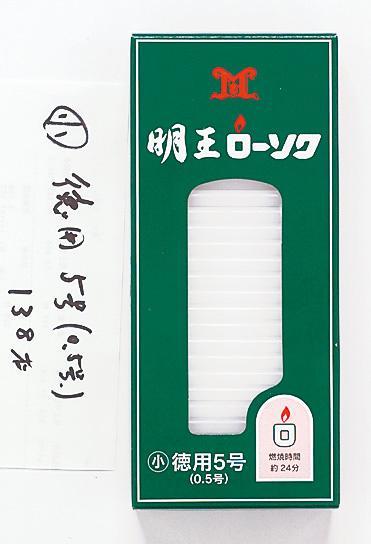 小 徳用 5号(0.5号)
138本
明王ローソク
小 徳用5号
(0.5号)
燃焼時間
約24分